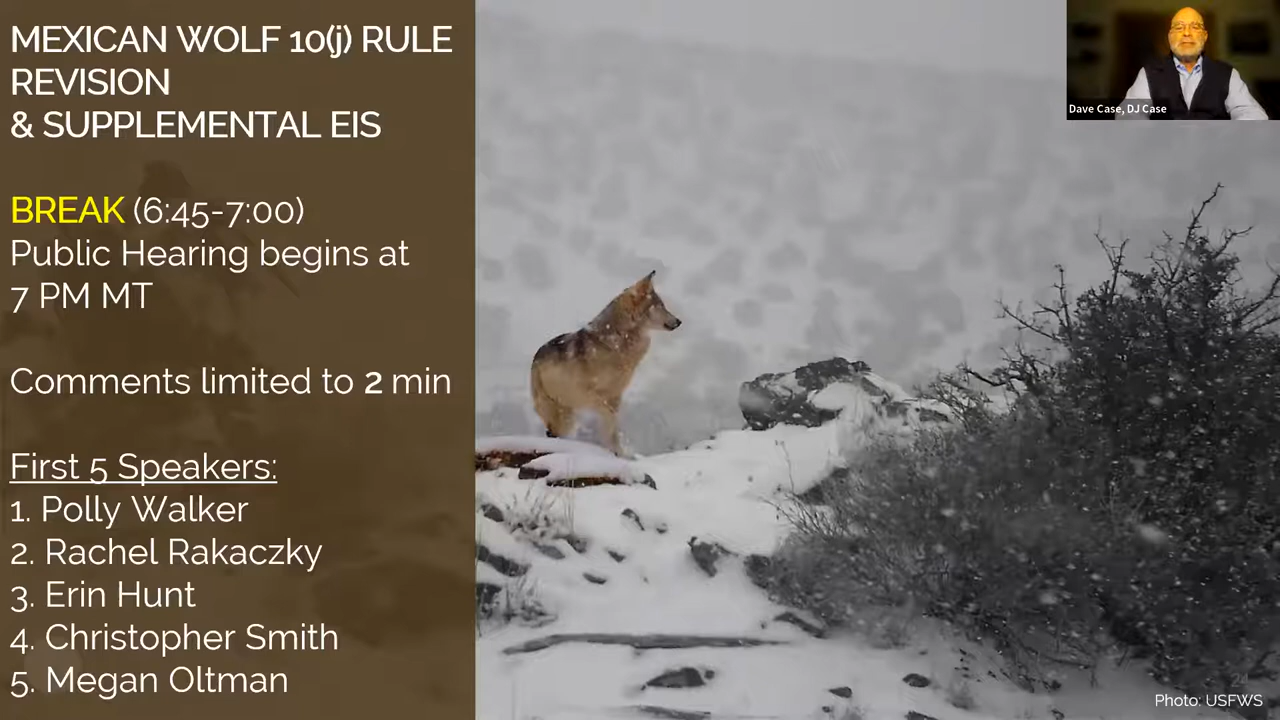 MEXICAN WOLF 10(j) RULE
REVISION
& SUPPLEMENTAL EIS
BREAK (6:45-7:00)
Public Hearing begins at
7 PM MT
Comments limited to 2 min
First 5 Speakers:
1. Polly Walker
2. Rachel Rakaczky
3. Erin Hunt
4. Christopher Smith
5. Megan Oltman
Dave Case, DJ Case
24
Photo: USFWS